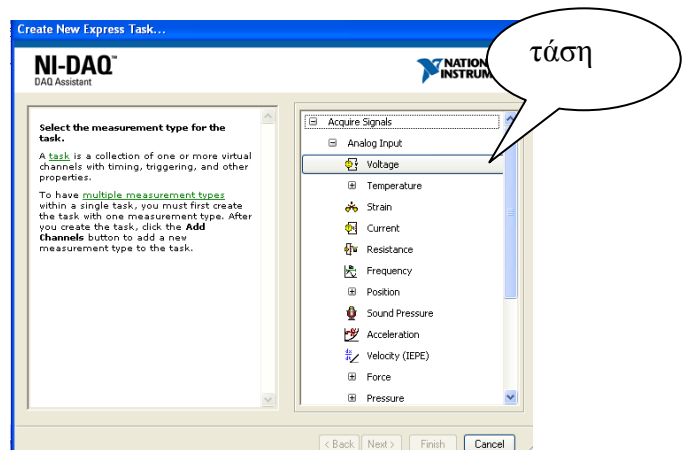 Create New Express Task...
τάση
NI-DAQ™
DAQ Assistant
NATION
INSTRUM
Select the measurement type for the
task.
A task is a collection of one or more virtual
channels with timing, triggering, and other
properties.
To have multiple measurement types
within a single task, you must first create
the task with one measurement type. After
you create the task, click the Add
Channels button to add a new
measurement type to the task.
Acquire Signals
Analog Input
Voltage
Temperature
Strain
Current
Resistance
Frequency
Position
Sound Pressure
Acceleration
Velocity (IEPE)
Force
Pressure
< Back Next > Finish Cancel